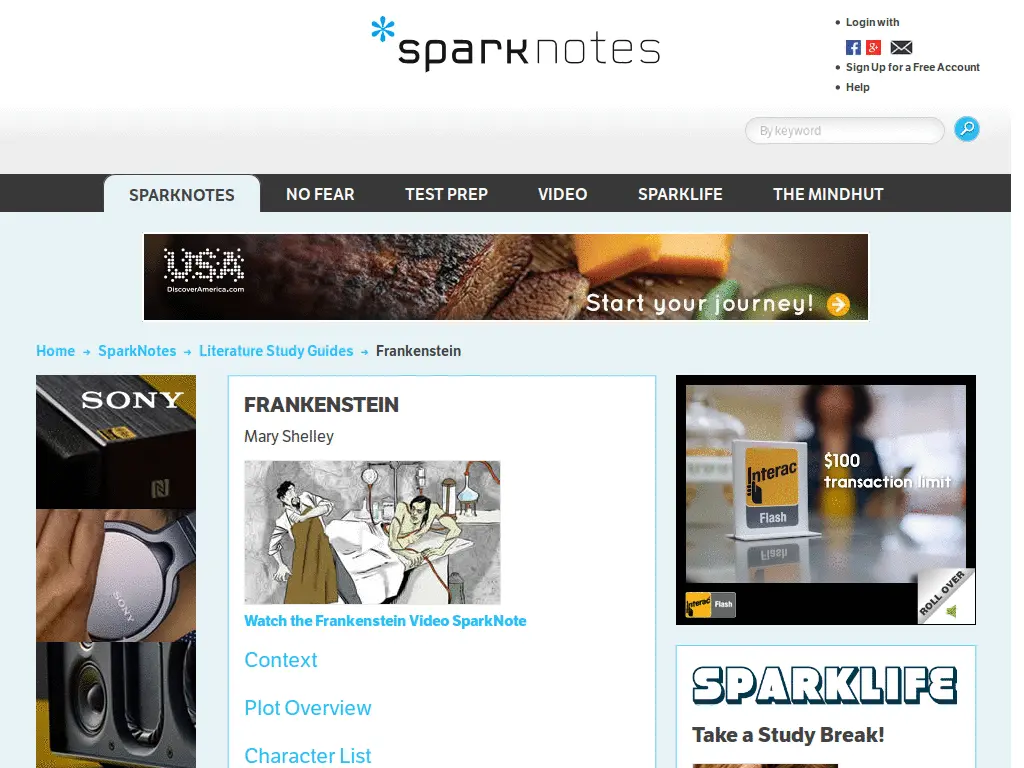 *sparknotes
Login with
Sign Up for a Free Account
Help
By keyword
SPARKNOTES
NO FEAR
TEST PREP
VIDEO
SPARKLIFE
THE MINDHUT
USA
DiscoverAmerica.com
Start your journey!
Home → SparkNotes → Literature Study Guides → Frankenstein
SONY
SONY
FRANKENSTEIN
Mary Shelley
Watch the Frankenstein Video SparkNote
Context
Plot Overview
Character List
Interac
Flash
$100
transaction limit
Interac Flash
ROLL OVER
SPARKLIFE
Take a Study Break!